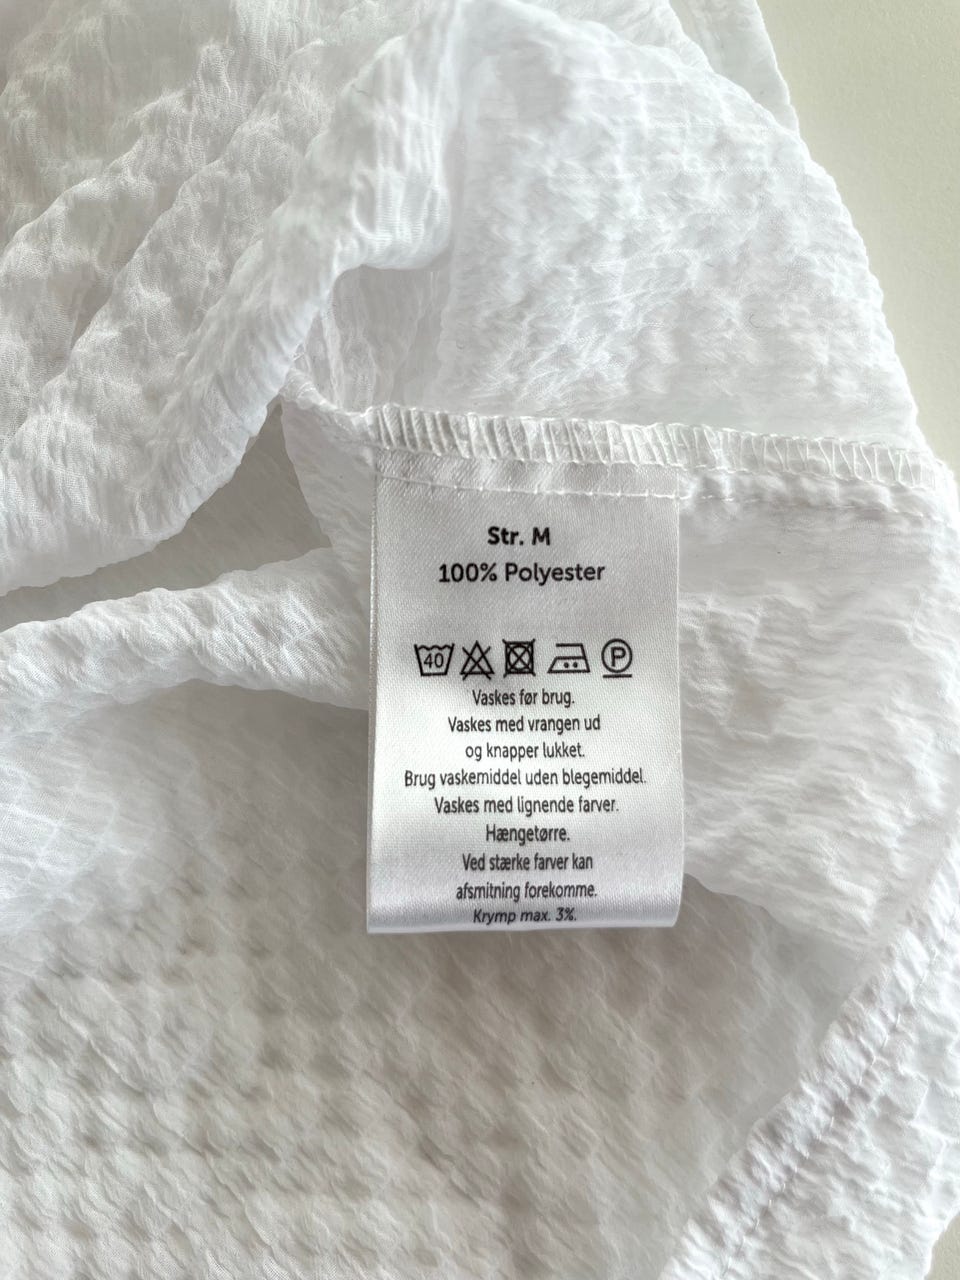 Str. M
100% Polyester
40 P
Vaskes før brug.
Vaskes med vrangen ud
og knapper lukket.
Brug vaskemiddel uden blegemiddel.
Vaskes med lignende farver.
Hængetørre.
Ved stærke farver kan
afsmitning forekomme.
Krymp max. 3%.